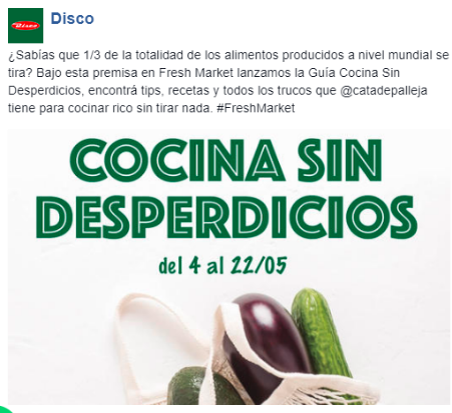 Disco
Disco
¿Sabías que 1/3 de la totalidad de los alimentos producidos a nivel mundial se
tira? Bajo esta premisa en Fresh Market lanzamos la Guía Cocina Sin
Desperdicios, encontrá tips, recetas y todos los trucos que @catadepalleja
tiene para cocinar rico sin tirar nada. #FreshMarket
COCINA SIN
DESPERDICIOS
del 4 al 22/05